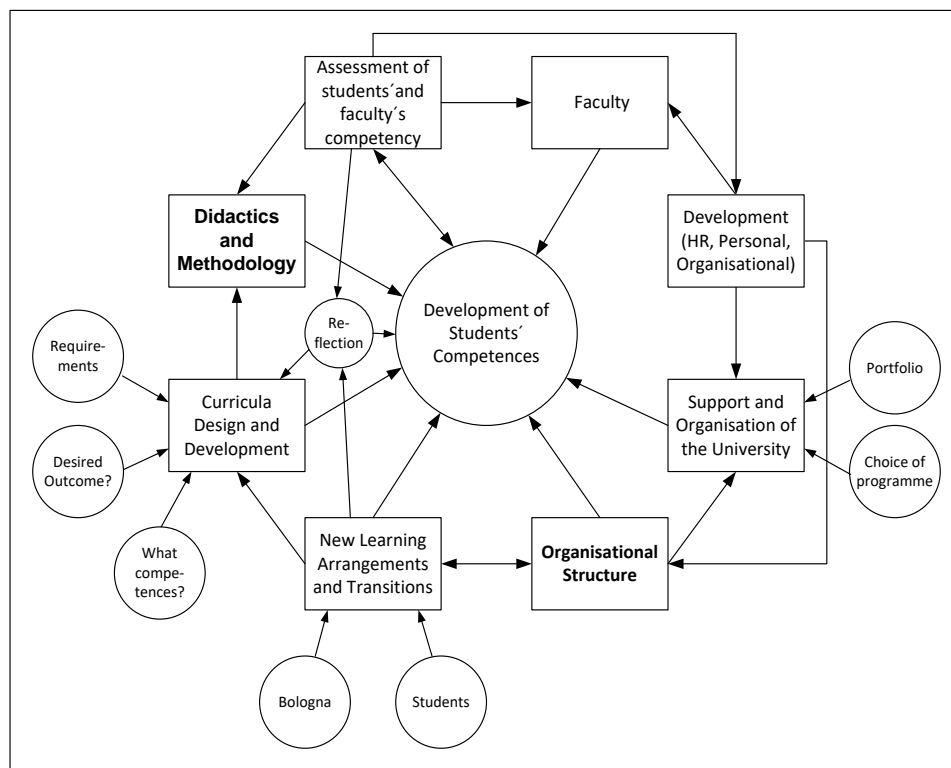 Assessment of
students´and
faculty´s
competency
Faculty
Didactics
and
Methodology
Development
(HR, Personal,
Organisational)
Development of
Students´
Competences
Re-
flection
Require-
ments
Portfolio
Curricula
Design and
Development
Support and
Organisation of
the University
Desired
Outcome?
Choice of
programme
What
compe-
tences?
New Learning
Arrangements
and Transitions
Organisational
Structure
Bologna
Students